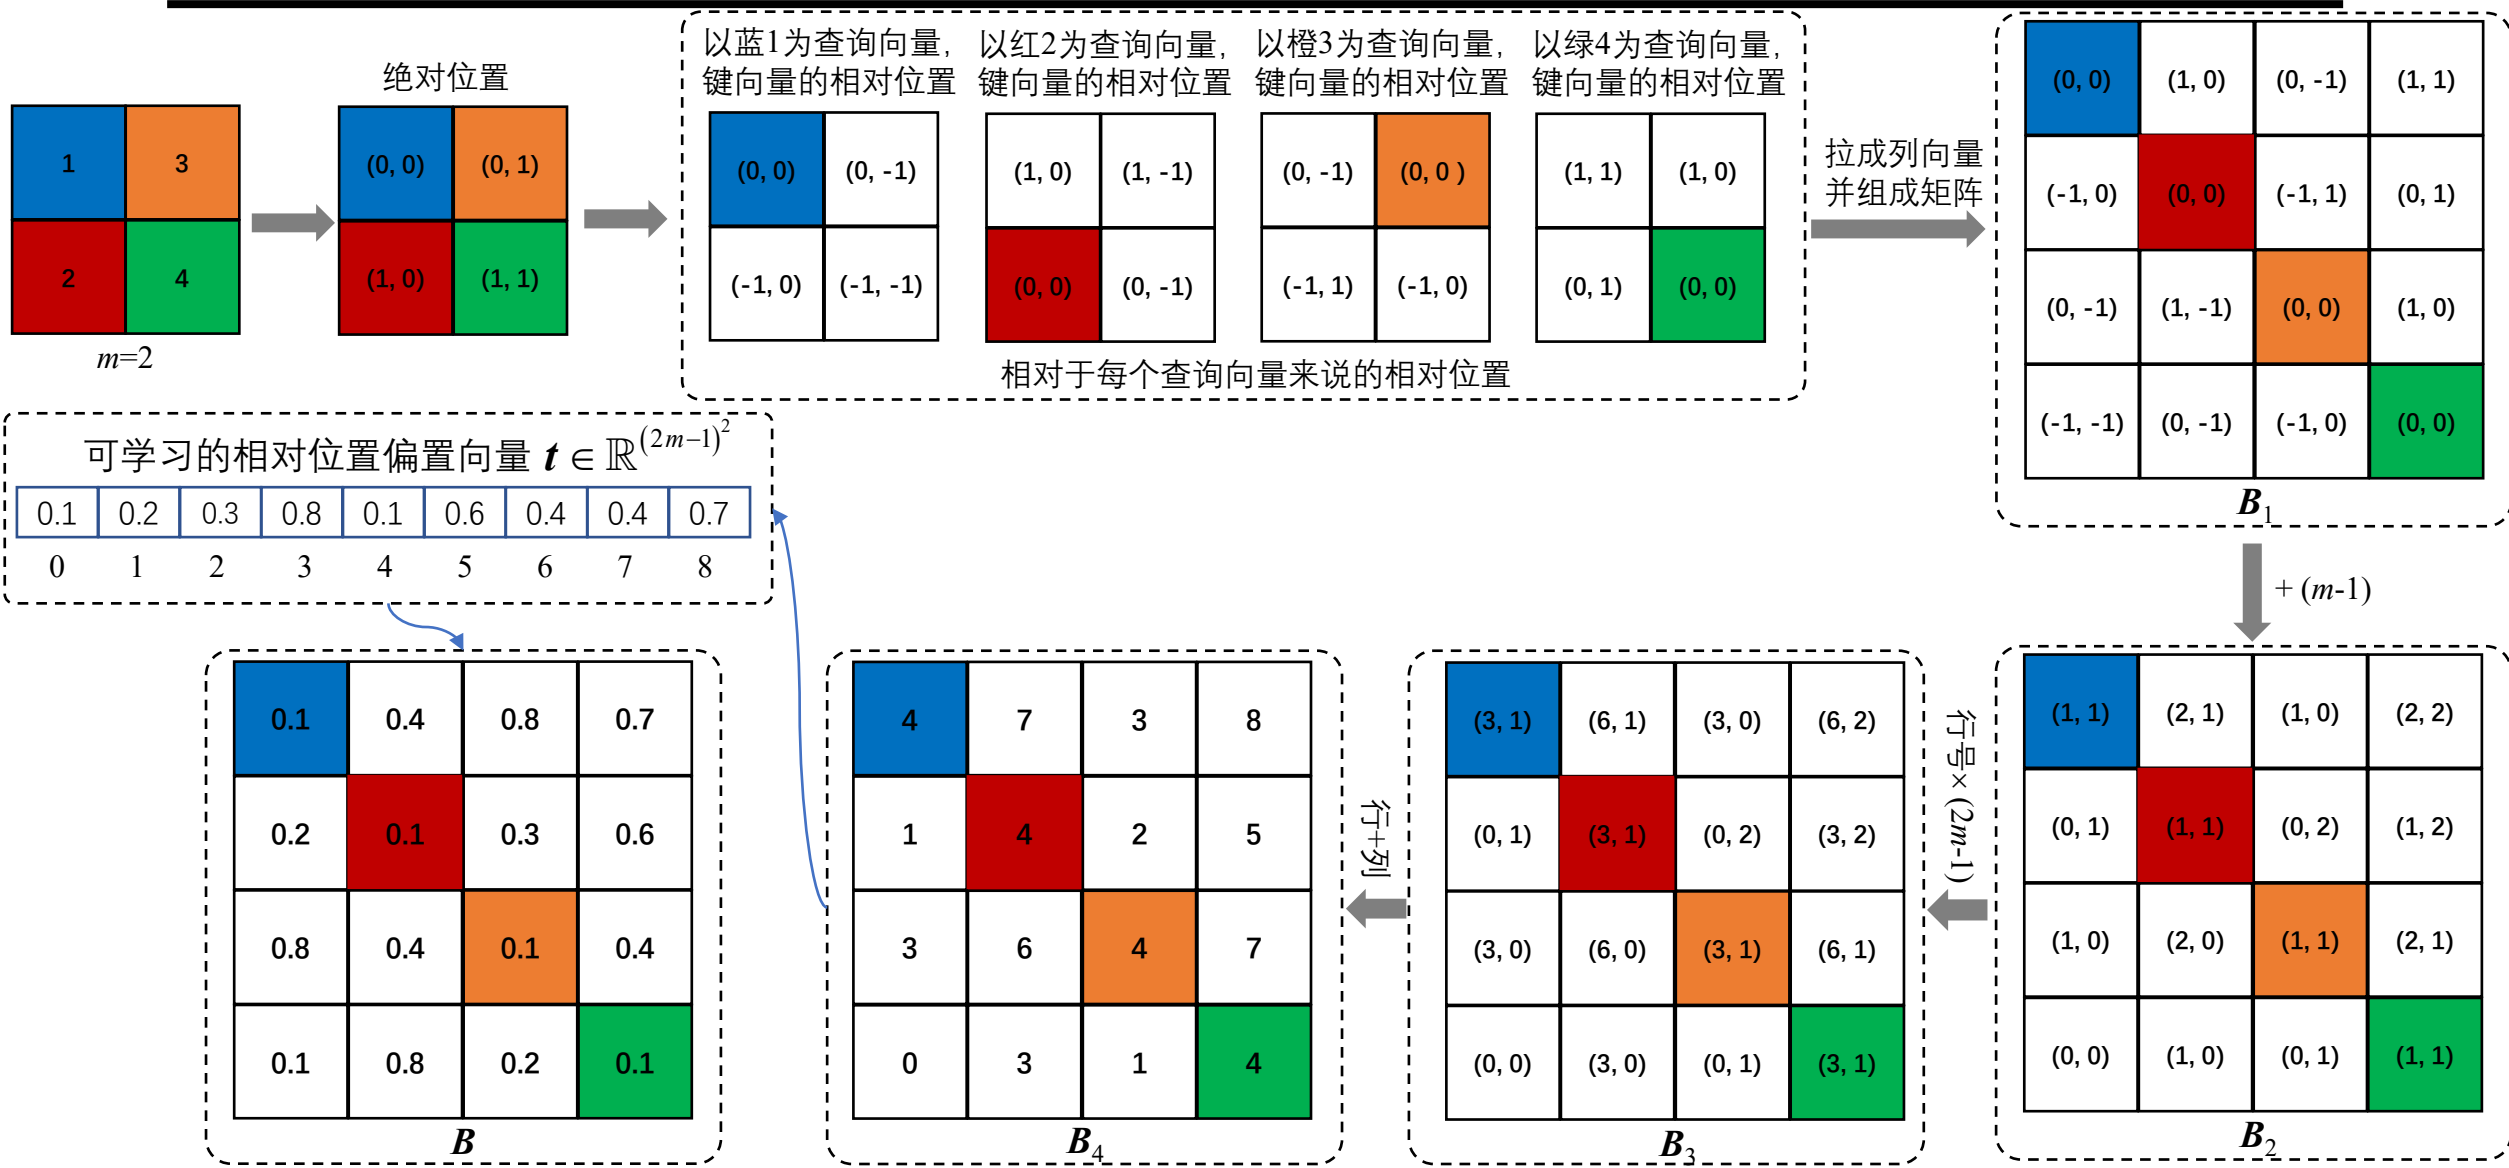 1 3
2 4
m=2
绝对位置
(0, 0) (0, 1)
(1, 0) (1, 1)
以蓝1为查询向量,
键向量的相对位置
(0, 0) (0, -1)
(-1, 0) (-1, -1)
以红2为查询向量,
键向量的相对位置
(1, 0) (1, -1)
(0, 0) (0, -1)
以橙3为查询向量,
键向量的相对位置
(0, -1) (0, 0 )
(-1, 1) (-1, 0)
以绿4为查询向量,
键向量的相对位置
(1, 1) (1, 0)
(0, 1) (0, 0)
相对于每个查询向量来说的相对位置
拉成列向量
并组成矩阵
(0, 0) (1, 0) (0, -1) (1, 1)
(-1, 0) (0, 0) (-1, 1) (0, 1)
(0, -1) (1, -1) (0, 0) (1, 0)
(-1, -1) (0, -1) (-1, 0) (0, 0)
B₁
+ (m-1)
(1, 1) (2, 1) (1, 0) (2, 2)
(0, 1) (1, 1) (0, 2) (1, 2)
(1, 0) (2, 0) (1, 1) (2, 1)
(0, 0) (1, 0) (0, 1) (1, 1)
B₂
行号×(2m-1)
(3, 1) (6, 1) (3, 0) (6, 2)
(0, 1) (3, 1) (0, 2) (3, 2)
(3, 0) (6, 0) (3, 1) (6, 1)
(0, 0) (3, 0) (0, 1) (3, 1)
B₃
行+列
4 7 3 8
1 4 2 5
3 6 4 7
0 3 1 4
B₄
可学习的相对位置偏置向量 t ∈ ℝ^(2m−1)²
0.1 0.2 0.3 0.8 0.1 0.6 0.4 0.4 0.7
0 1 2 3 4 5 6 7 8
0.1 0.4 0.8 0.7
0.2 0.1 0.3 0.6
0.8 0.4 0.1 0.4
0.1 0.8 0.2 0.1
B